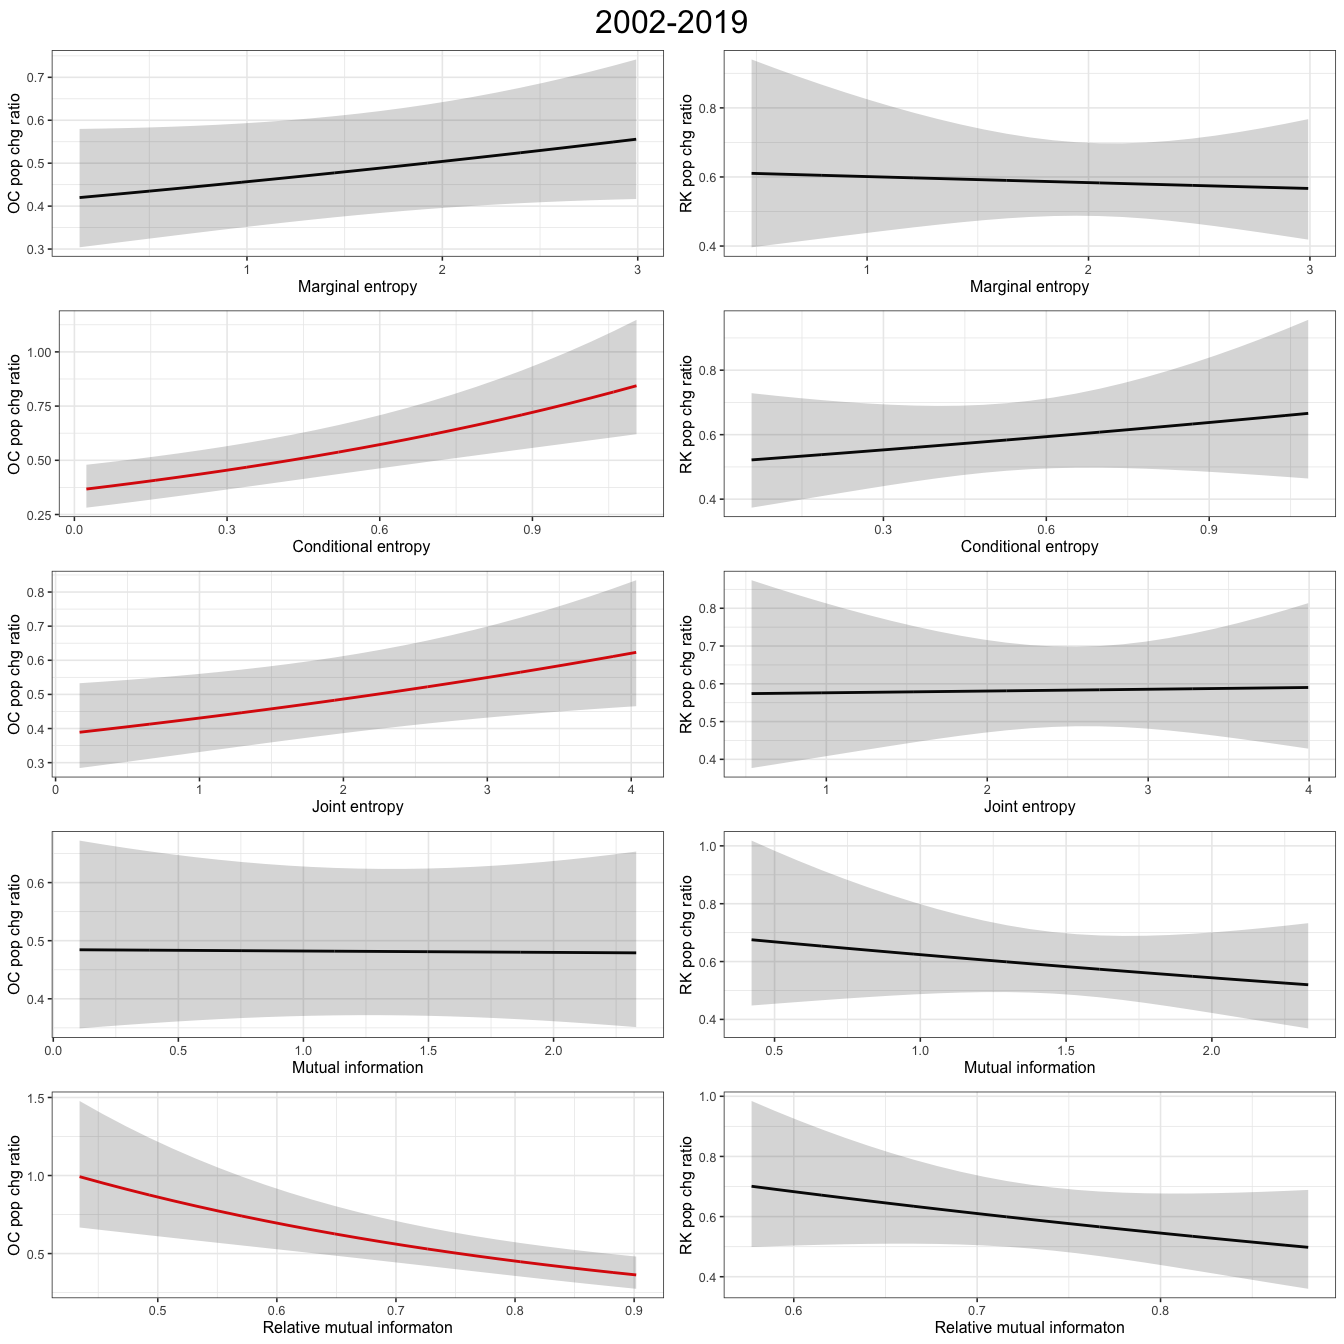 2002-2019
OC pop chg ratio
0.7
0.6
0.5
0.4
0.3
1 2 3
Marginal entropy
RK pop chg ratio
0.8
0.6
0.4
1 2 3
Marginal entropy
OC pop chg ratio
1.00
0.75
0.50
0.25
0.0 0.3 0.6 0.9
Conditional entropy
RK pop chg ratio
0.8
0.6
0.4
0.3 0.6 0.9
Conditional entropy
OC pop chg ratio
0.8
0.7
0.6
0.5
0.4
0.3
0 1 2 3 4
Joint entropy
RK pop chg ratio
0.8
0.7
0.6
0.5
0.4
1 2 3 4
Joint entropy
OC pop chg ratio
0.6
0.5
0.4
0.0 0.5 1.0 1.5 2.0
Mutual information
RK pop chg ratio
1.0
0.8
0.6
0.4
0.5 1.0 1.5 2.0
Mutual information
OC pop chg ratio
1.5
1.0
0.5
0.5 0.6 0.7 0.8 0.9
Relative mutual informaton
RK pop chg ratio
1.0
0.8
0.6
0.4
0.6 0.7 0.8
Relative mutual informaton